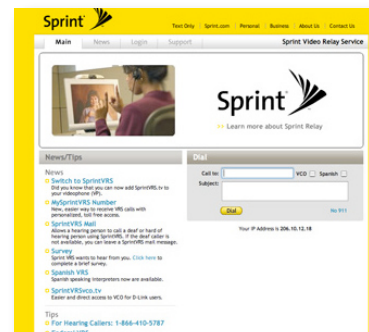 Sprint
Text Only | Sprint.com | Personal | Business | About Us | Contact Us
Main | News | Login | Support
Sprint Video Relay Service
Sprint
>> Learn more about Sprint Relay
News/Tips
News
Switch to SprintVRS
Did you know that you can now add SprintVRS.tv to
your videophone (VP).
MySprintVRS Number
New, easier way to receive VRS calls with
personalized, toll free access.
SprintVRS Mail
Allows a hearing person to call a deaf or hard of
hearing person using SprintVRS. If the deaf caller is
not available, you can leave a SprintVRS mail message.
Survey
Sprint VRS wants to hear from you. Click here to
complete a brief survey.
Spanish VRS
Spanish speaking interpreters now are available.
SprintVRSvco.tv
Easier and direct access to VCO for D-Link users.
Tips
For Hearing Callers: 1-866-410-5787
Dial
Call to: VCO Spanish
Subject:
Dial No 911
Your IP Address is 206.10.12.18